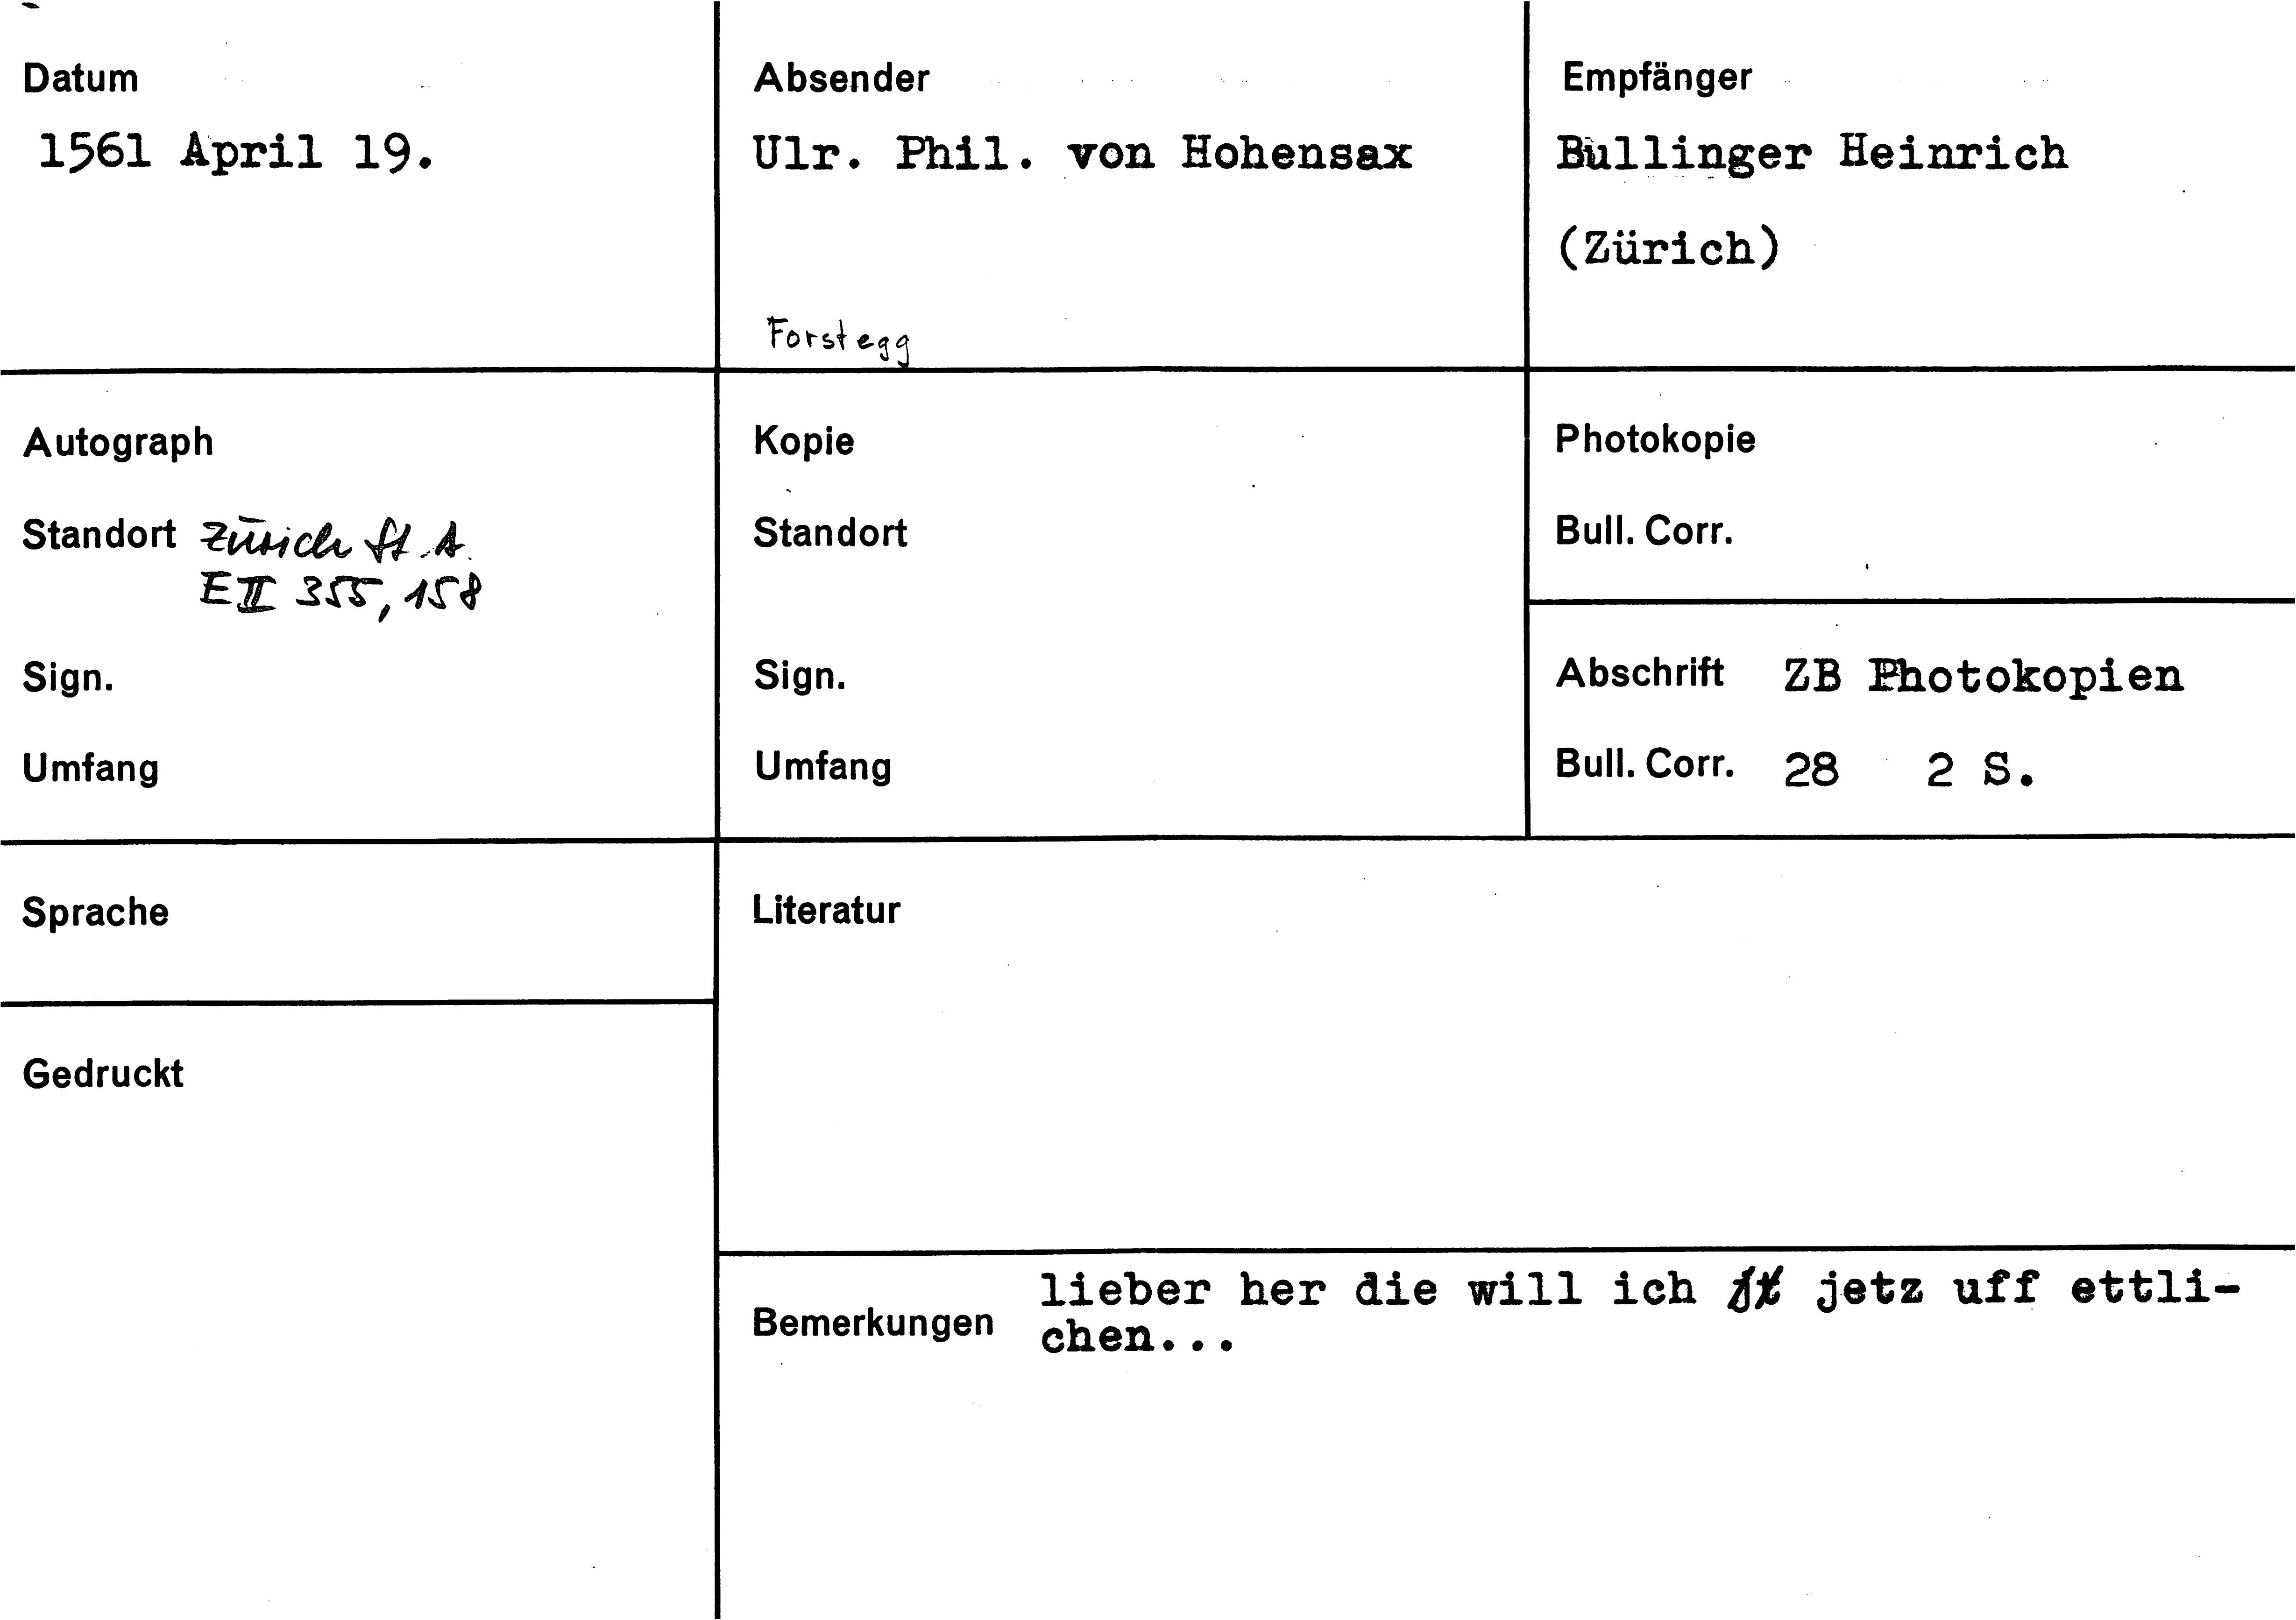 Datum
1561 April 19.
Absender
Ulr. Phil. von Hohensax
Forstegg
Empfänger
Bullinger Heinrich
(Zürich)
Autograph
Standort Zürich St.A.
E II 355, 158
Sign.
Umfang
Kopie
Standort
Sign.
Umfang
Photokopie
Bull. Corr.
Abschrift ZB Photokopien
Bull. Corr. 28 2 S.
Sprache
Gedruckt
Literatur
Bemerkungen
lieber her die will ich jetz uff ettli-
chen...